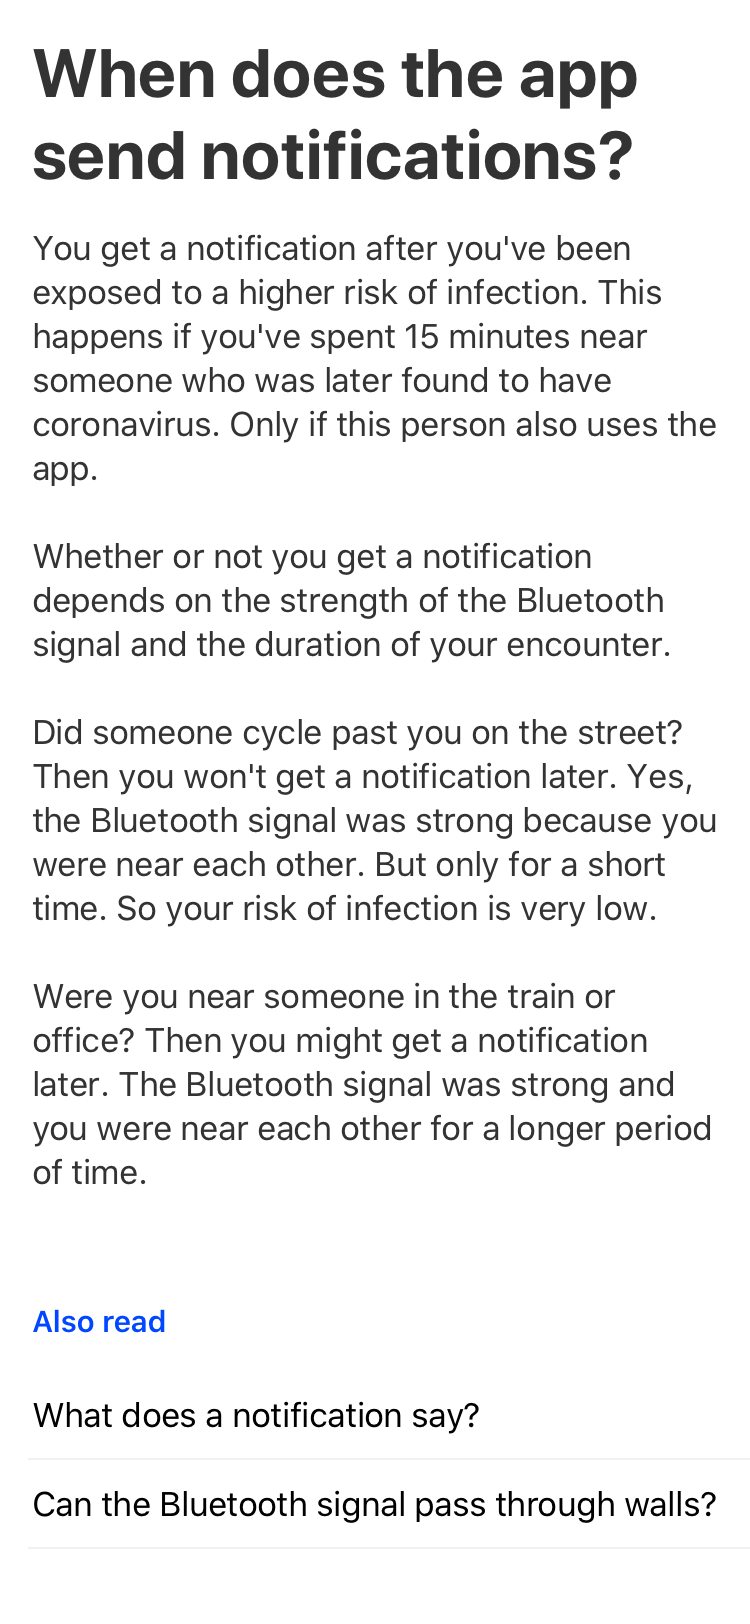 When does the app
send notifications?
You get a notification after you've been
exposed to a higher risk of infection. This
happens if you've spent 15 minutes near
someone who was later found to have
coronavirus. Only if this person also uses the
app.
Whether or not you get a notification
depends on the strength of the Bluetooth
signal and the duration of your encounter.
Did someone cycle past you on the street?
Then you won't get a notification later. Yes,
the Bluetooth signal was strong because you
were near each other. But only for a short
time. So your risk of infection is very low.
Were you near someone in the train or
office? Then you might get a notification
later. The Bluetooth signal was strong and
you were near each other for a longer period
of time.
Also read
What does a notification say?
Can the Bluetooth signal pass through walls?